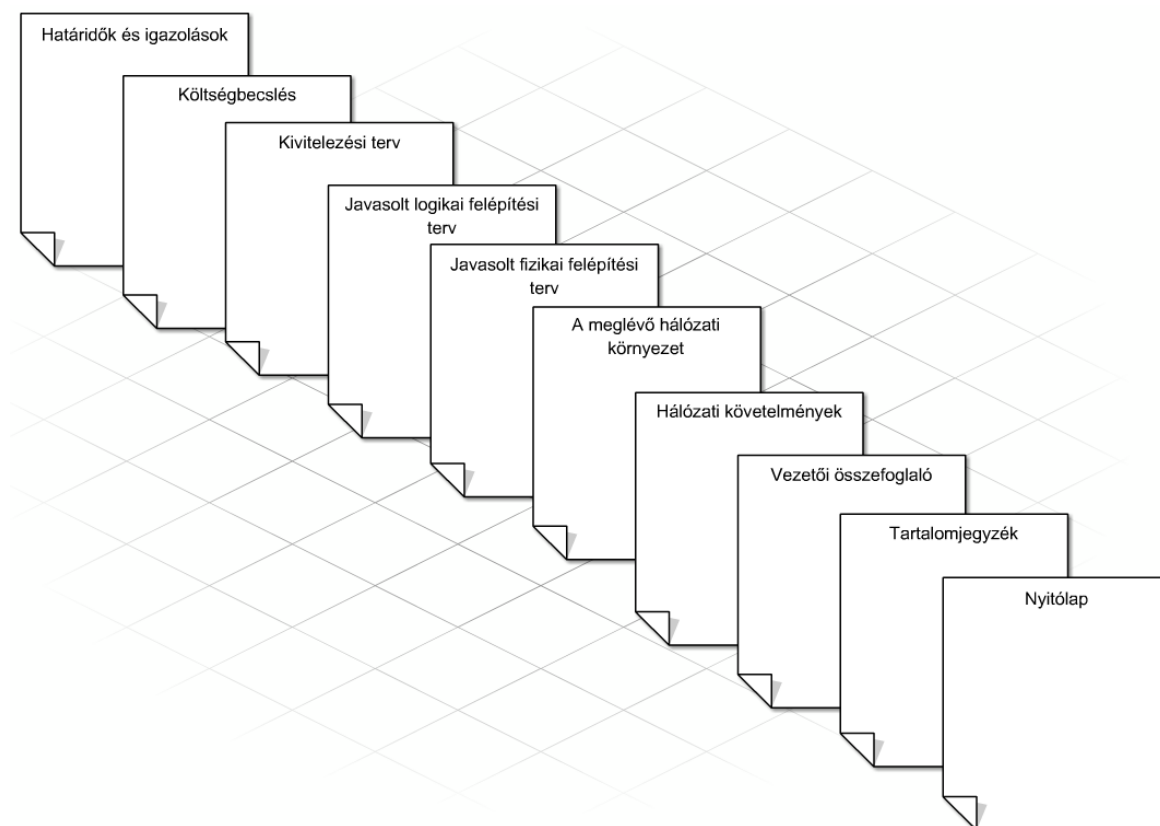 Határidők és igazolások
Költségbecslés
Kivitelezési terv
Javasolt logikai felépítési
terv
Javasolt fizikai felépítési
terv
A meglévő hálózati
környezet
Hálózati követelmények
Vezetői összefoglaló
Tartalomjegyzék
Nyitólap